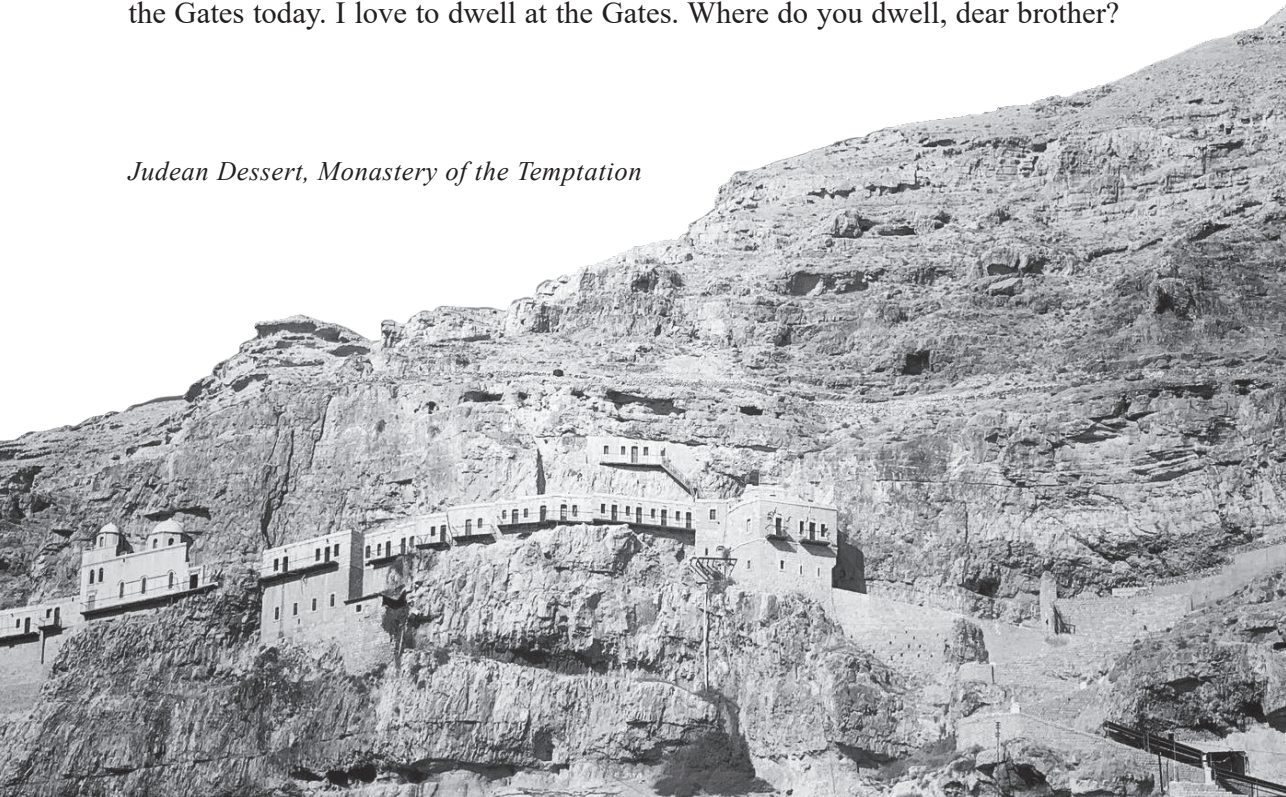 the Gates today. I love to dwell at the Gates. Where do you dwell, dear brother?
Judean Dessert, Monastery of the Temptation